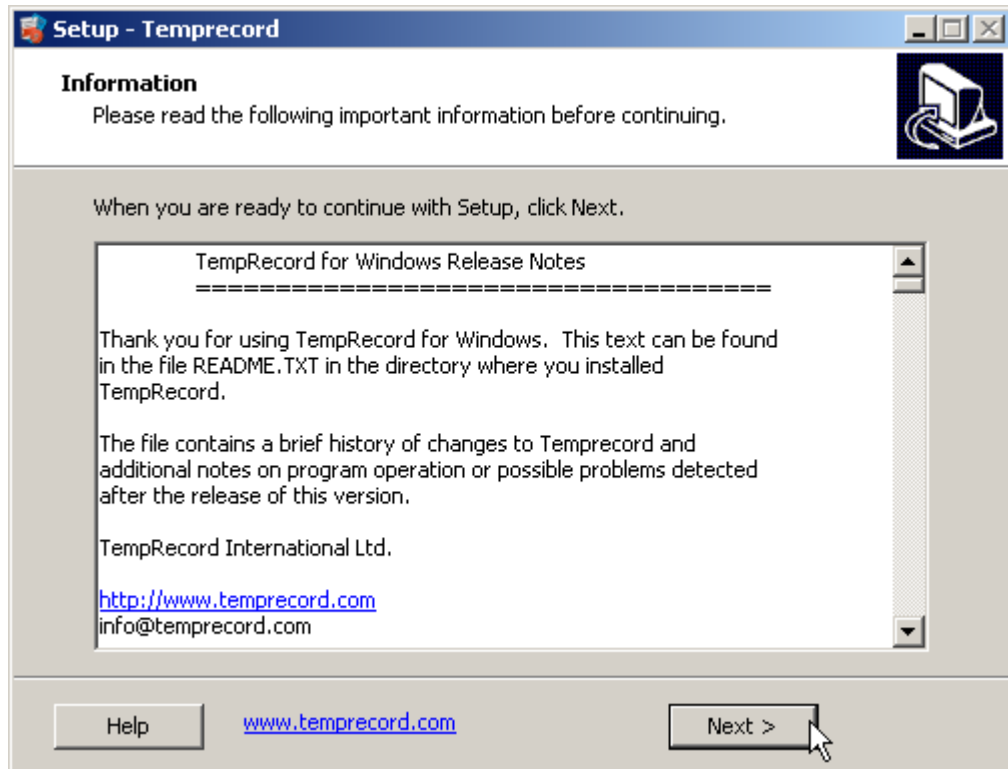 Setup - Temprecord
Information
Please read the following important information before continuing.
When you are ready to continue with Setup, click Next.
TempRecord for Windows Release Notes
====================================
Thank you for using TempRecord for Windows.  This text can be found
in the file README.TXT in the directory where you installed
TempRecord.
The file contains a brief history of changes to Temprecord and
additional notes on program operation or possible problems detected
after the release of this version.
TempRecord International Ltd.
http://www.temprecord.com
info@temprecord.com
Help
www.temprecord.com
Next >